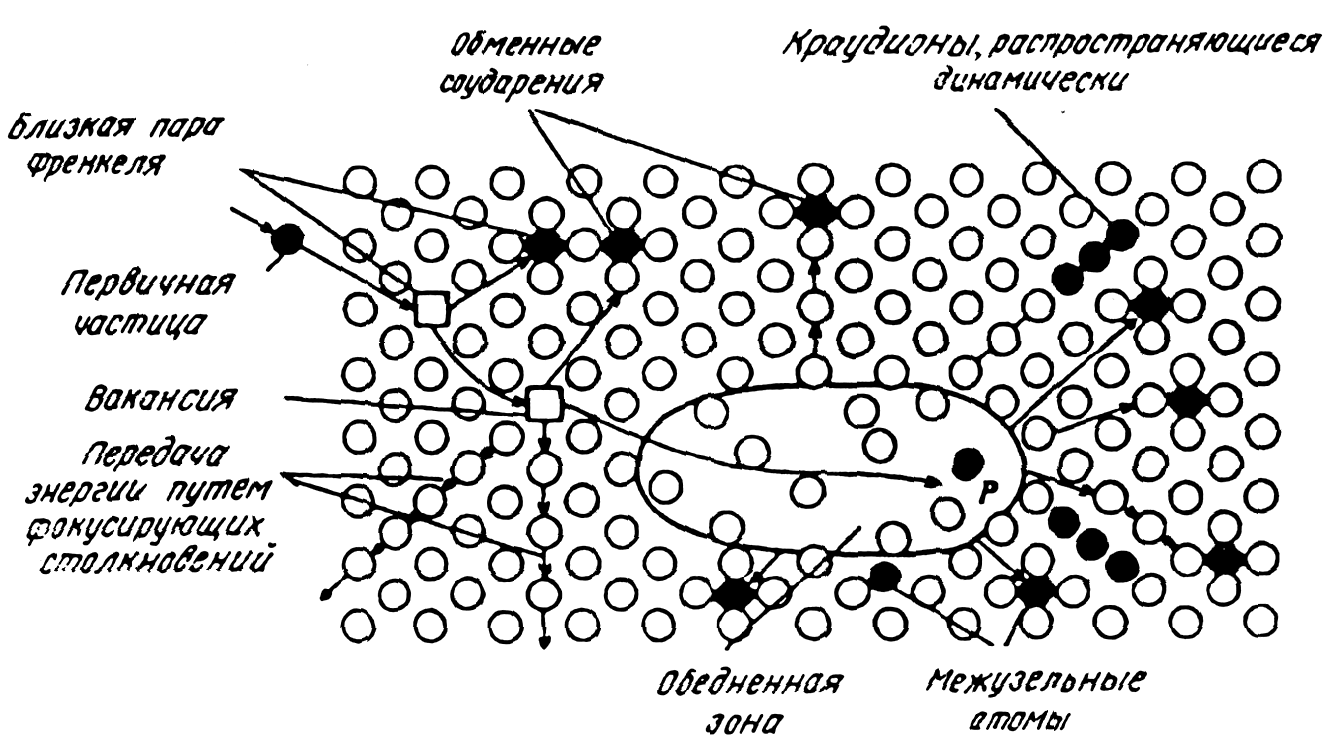 Обменные
соударения
Краудионы, распространяющиеся
динамически
Близкая пара
Френкеля
Первичная
частица
Вакансия
Передача
энергии путем
фокусирующих
столкновений
P
Обедненная
зона
Межузельные
атомы